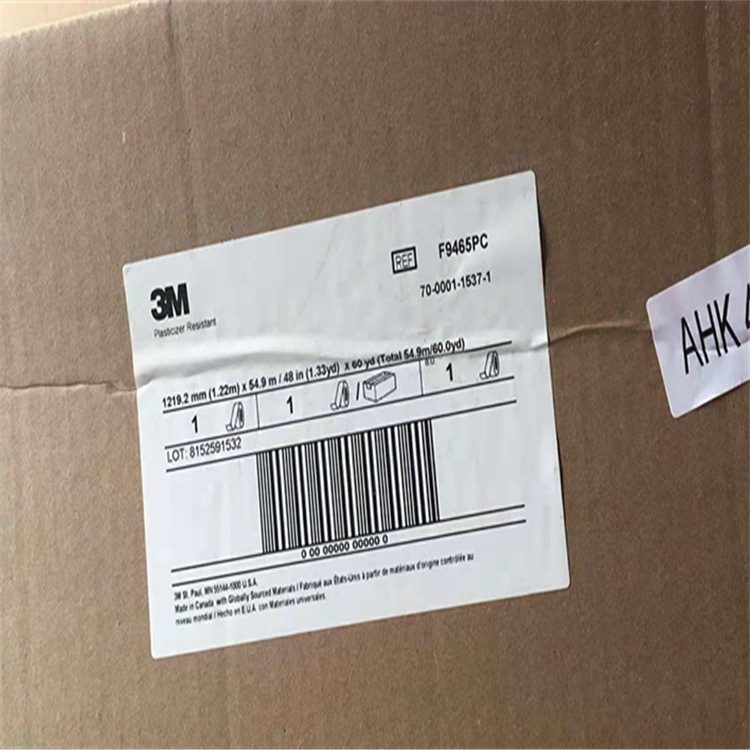 3M
Plasticizer Resistant
REF F9465PC
70-0001-1537-1
1219.2 mm (1.22m) x 54.9 m / 48 in (1.33yd) x 60 yd (Total 54.9m/60.0yd)
1 1 / 1
LOT: 8152591532
0 00 00000 00000 0
3M St. Paul, MN 55144-1000 U.S.A.
Made in Canada with Globally Sourced Materials / Fabriqué aux États-Unis à partir de matériaux d'origine contrôlée au
niveau mondial / Hecho en E.U.A. con Materiales universales
AHK